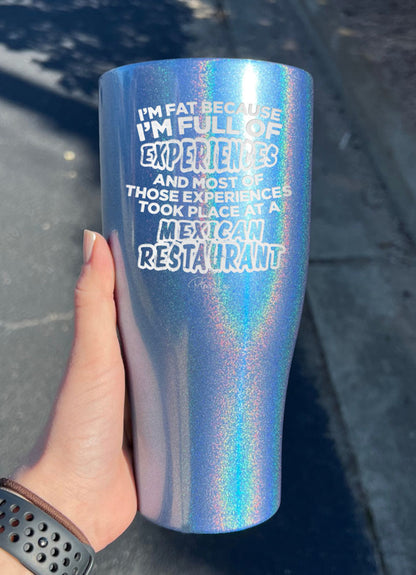 I'M FAT BECAUSE
I'M FULL OF
EXPERIENCES
AND MOST OF
THOSE EXPERIENCES
TOOK PLACE AT A
MEXICAN
RESTAURANT